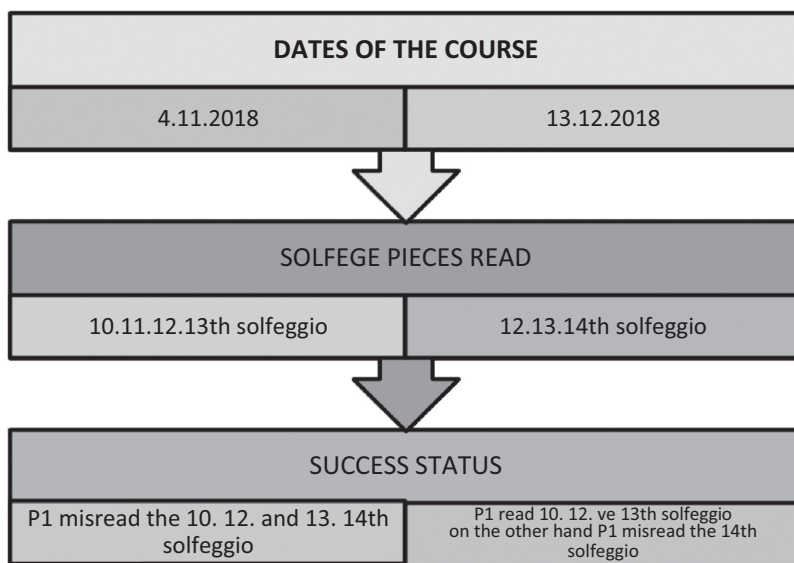 DATES OF THE COURSE
4.11.2018
13.12.2018
SOLFEGE PIECES READ
10.11.12.13th solfeggio
12.13.14th solfeggio
SUCCESS STATUS
P1 misread the 10. 12. and 13. 14th
solfeggio
P1 read 10. 12. ve 13th solfeggio
on the other hand P1 misread the 14th
solfeggio